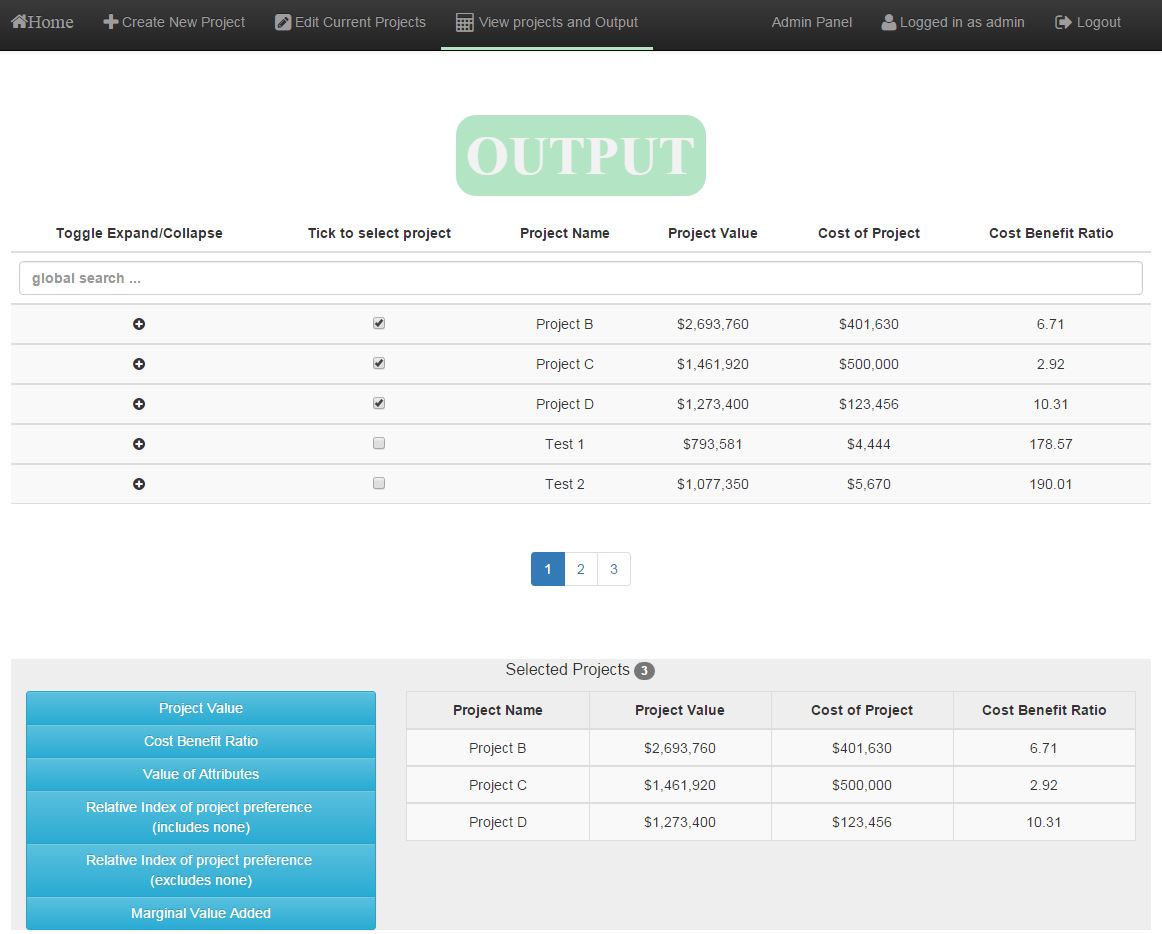 Home Create New Project Edit Current Projects View projects and Output Admin Panel Logged in as admin Logout
OUTPUT
Toggle Expand/Collapse Tick to select project Project Name Project Value Cost of Project Cost Benefit Ratio
global search ...
Project B $2,693,760 $401,630 6.71
Project C $1,461,920 $500,000 2.92
Project D $1,273,400 $123,456 10.31
Test 1 $793,581 $4,444 178.57
Test 2 $1,077,350 $5,670 190.01
1 2 3
Selected Projects 3
Project Value
Cost Benefit Ratio
Value of Attributes
Relative Index of project preference
(includes none)
Relative Index of project preference
(excludes none)
Marginal Value Added
Project Name Project Value Cost of Project Cost Benefit Ratio
Project B $2,693,760 $401,630 6.71
Project C $1,461,920 $500,000 2.92
Project D $1,273,400 $123,456 10.31